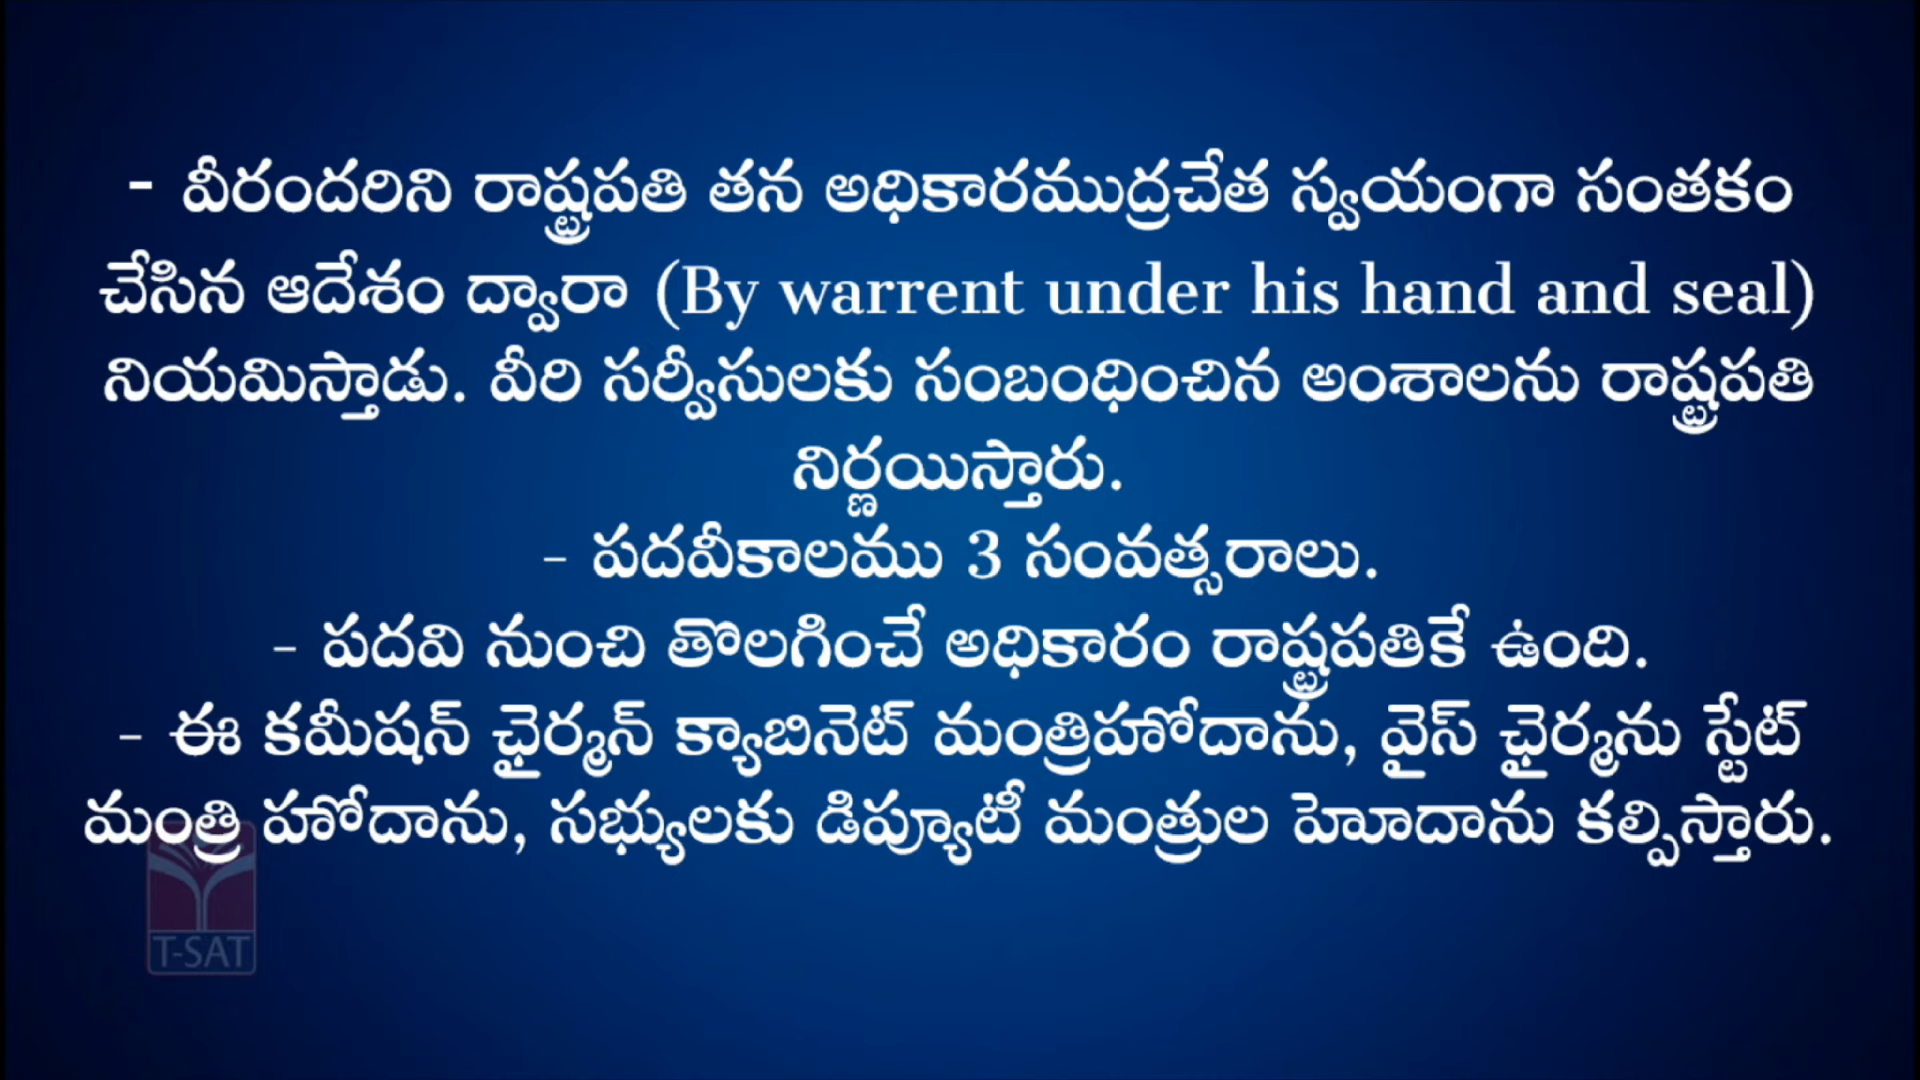 - వీరందరిని రాష్ట్రపతి తన అధికారముద్రచేత స్వయంగా సంతకం
చేసిన ఆదేశం ద్వారా (By warrent under his hand and seal)
నియమిస్తాడు. వీరి సర్వీసులకు సంబంధించిన అంశాలను రాష్ట్రపతి
నిర్ణయిస్తారు.
- పదవీకాలము 3 సంవత్సరాలు.
- పదవి నుంచి తొలగించే అధికారం రాష్ట్రపతికే ఉంది.
- ఈ కమీషన్ ఛైర్మన్ క్యాబినెట్ మంత్రిహోదాను, వైస్ ఛైర్మను స్టేట్
మంత్రి హోదాను, సభ్యులకు డిప్యూటీ మంత్రుల హెూదాను కల్పిస్తారు.
T-SAT